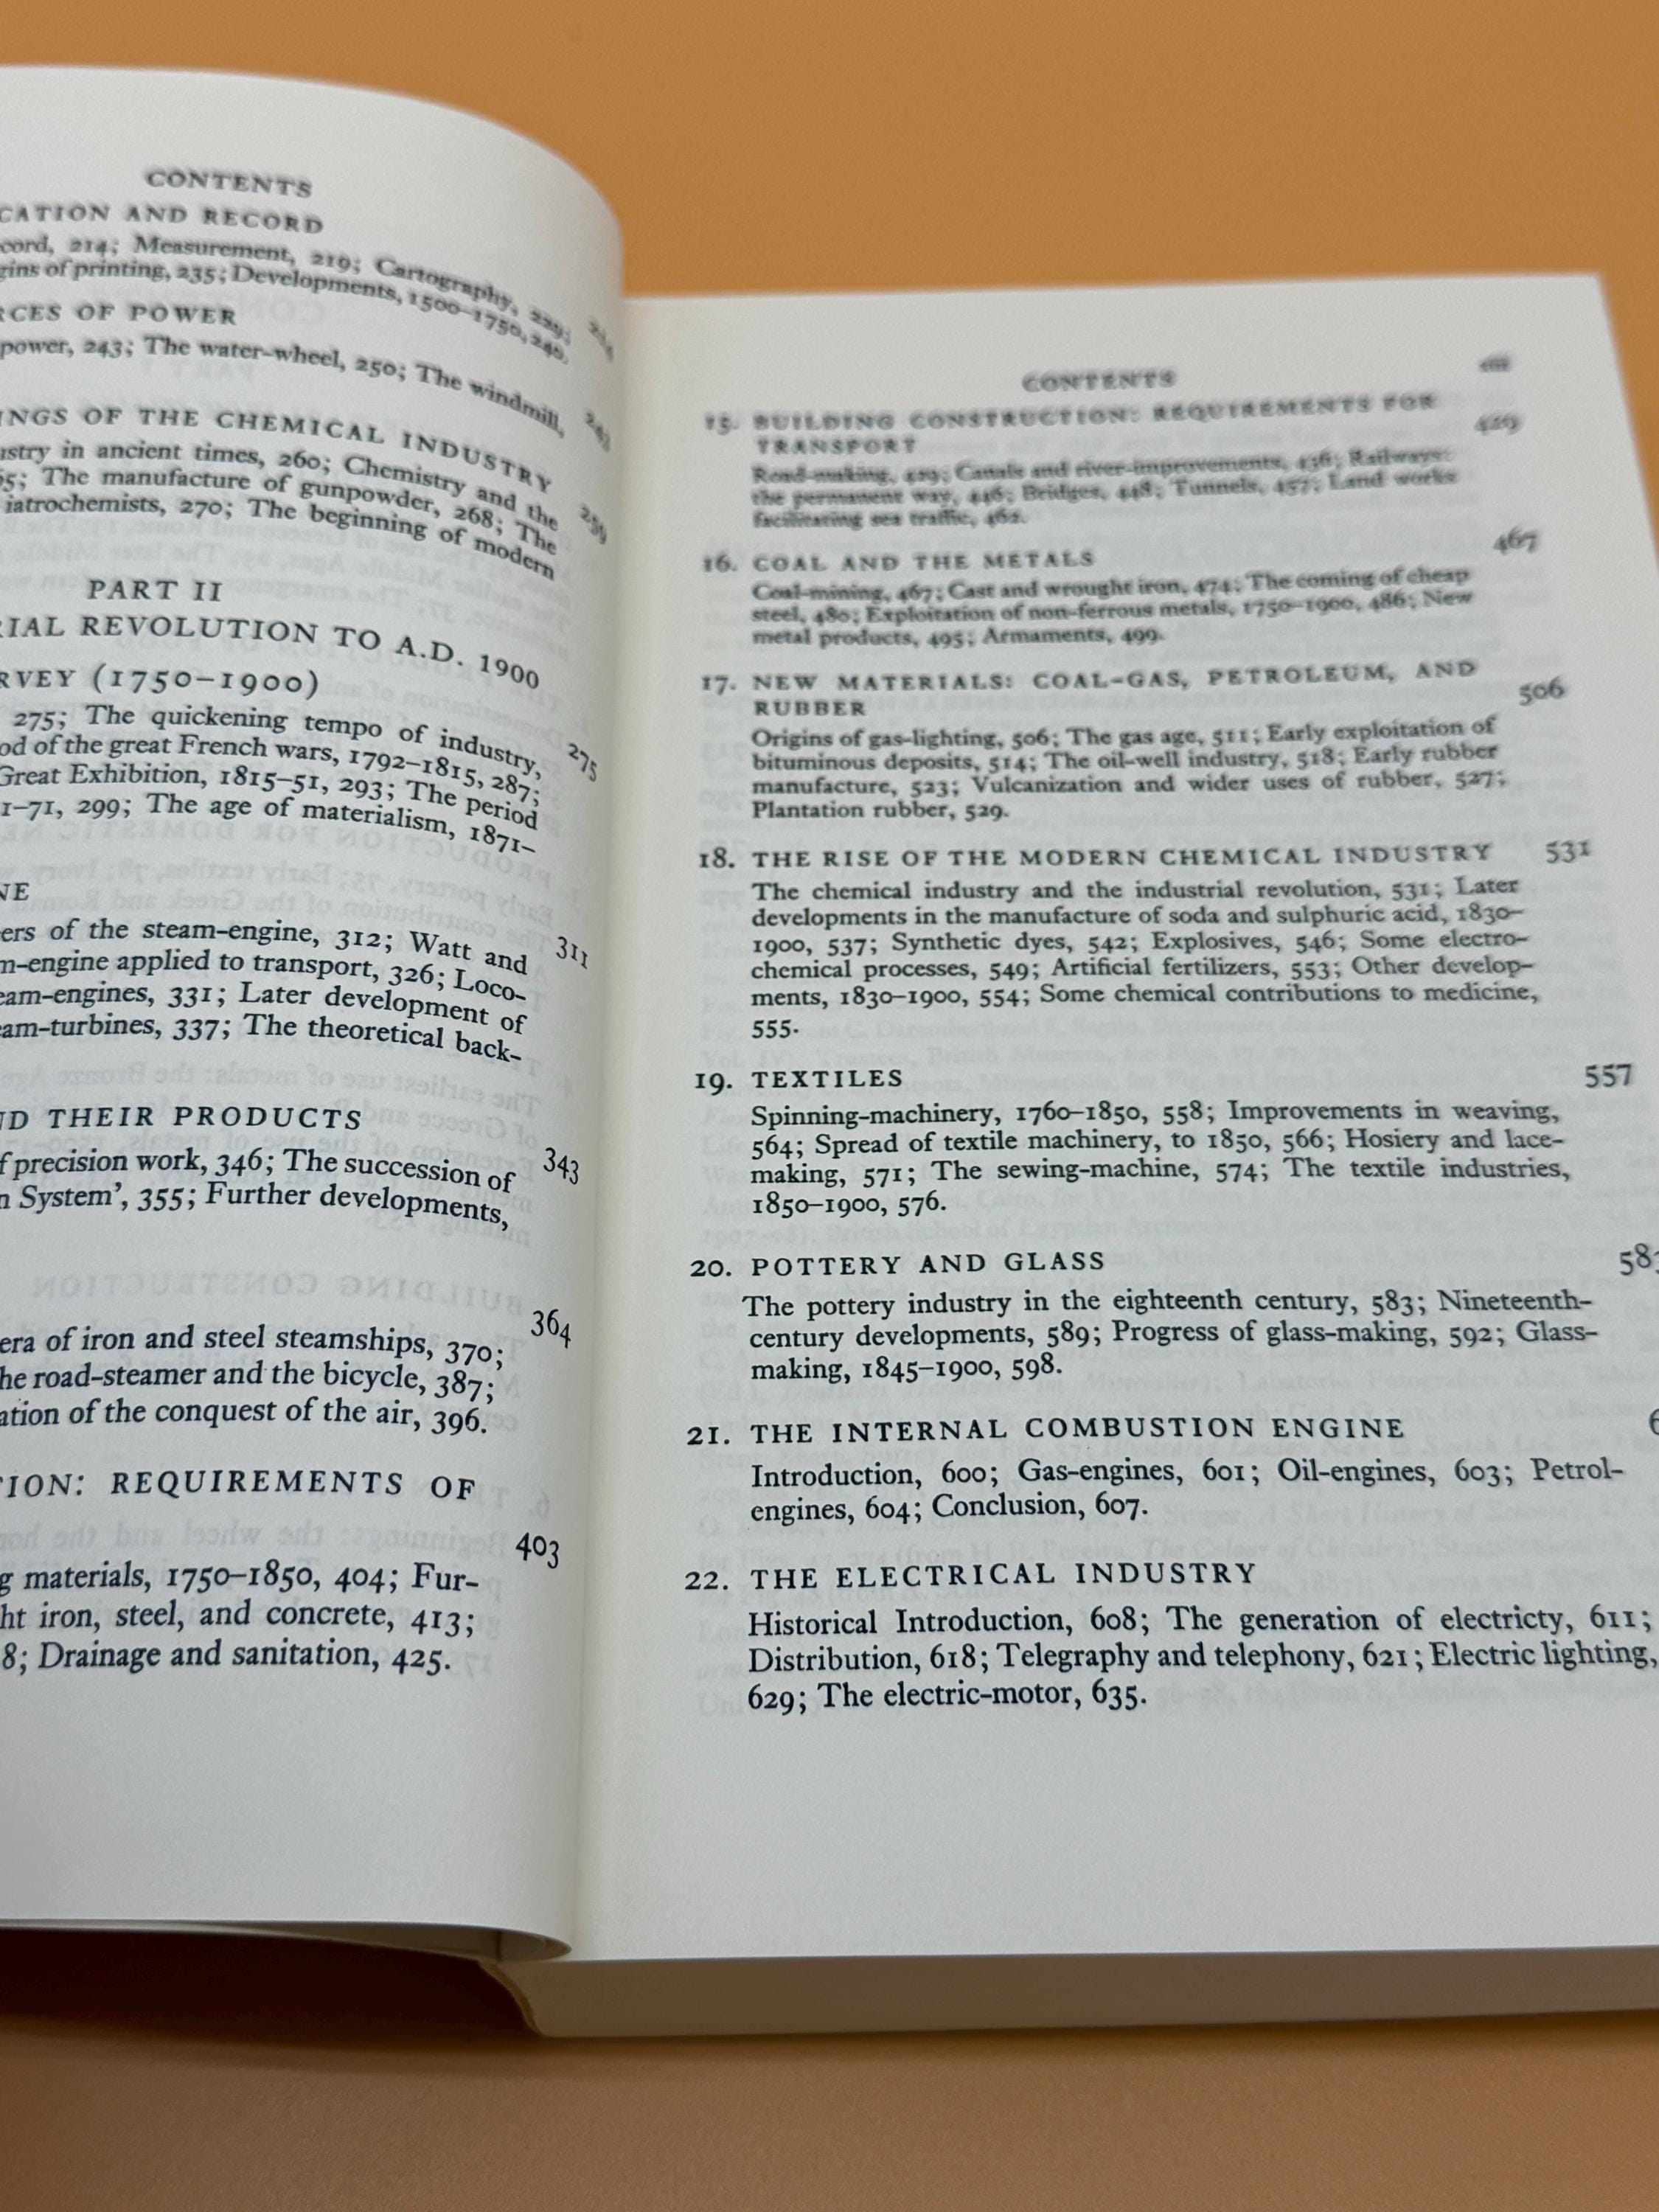 CONTENTS
CATION AND RECORD
cord, 214; Measurement, 219; Cartography, 229;
gins of printing, 235; Developments, 1500–1750, 240.
RCES OF POWER
power, 243; The water-wheel, 250; The windmill,
243
INGS OF THE CHEMICAL INDUSTRY
259
ustry in ancient times, 260; Chemistry and the
65; The manufacture of gunpowder, 268; The
iatrochemists, 270; The beginning of modern
PART II
RIAL REVOLUTION TO A.D. 1900
RVEY (1750–1900)
275
275; The quickening tempo of industry,
od of the great French wars, 1792–1815, 287;
Great Exhibition, 1815–51, 293; The period
1–71, 299; The age of materialism, 1871–
NE
311
ers of the steam-engine, 312; Watt and
m-engine applied to transport, 326; Loco-
eam-engines, 331; Later development of
eam-turbines, 337; The theoretical back-
ND THEIR PRODUCTS
343
f precision work, 346; The succession of
n System', 355; Further developments,
364
era of iron and steel steamships, 370;
he road-steamer and the bicycle, 387;
ation of the conquest of the air, 396.
TION: REQUIREMENTS OF
403
g materials, 1750–1850, 404; Fur-
ht iron, steel, and concrete, 413;
8; Drainage and sanitation, 425.
CONTENTS
15. BUILDING CONSTRUCTION: REQUIREMENTS FOR
TRANSPORT 429
Road-making, 429; Canals and river-improvements, 436; Railways:
the permanent way, 446; Bridges, 448; Tunnels, 457; Land works
facilitating sea traffic, 462.
16. COAL AND THE METALS 467
Coal-mining, 467; Cast and wrought iron, 474; The coming of cheap
steel, 480; Exploitation of non-ferrous metals, 1750–1900, 486; New
metal products, 495; Armaments, 499.
17. NEW MATERIALS: COAL-GAS, PETROLEUM, AND
RUBBER 506
Origins of gas-lighting, 506; The gas age, 511; Early exploitation of
bituminous deposits, 514; The oil-well industry, 518; Early rubber
manufacture, 523; Vulcanization and wider uses of rubber, 527;
Plantation rubber, 529.
18. THE RISE OF THE MODERN CHEMICAL INDUSTRY 531
The chemical industry and the industrial revolution, 531; Later
developments in the manufacture of soda and sulphuric acid, 1830–
1900, 537; Synthetic dyes, 542; Explosives, 546; Some electro-
chemical processes, 549; Artificial fertilizers, 553; Other develop-
ments, 1830–1900, 554; Some chemical contributions to medicine,
555.
19. TEXTILES 557
Spinning-machinery, 1760–1850, 558; Improvements in weaving,
564; Spread of textile machinery, to 1850, 566; Hosiery and lace-
making, 571; The sewing-machine, 574; The textile industries,
1850–1900, 576.
20. POTTERY AND GLASS 583
The pottery industry in the eighteenth century, 583; Nineteenth-
century developments, 589; Progress of glass-making, 592; Glass-
making, 1845–1900, 598.
21. THE INTERNAL COMBUSTION ENGINE 6
Introduction, 600; Gas-engines, 601; Oil-engines, 603; Petrol-
engines, 604; Conclusion, 607.
22. THE ELECTRICAL INDUSTRY
Historical Introduction, 608; The generation of electricty, 611;
Distribution, 618; Telegraphy and telephony, 621; Electric lighting,
629; The electric-motor, 635.